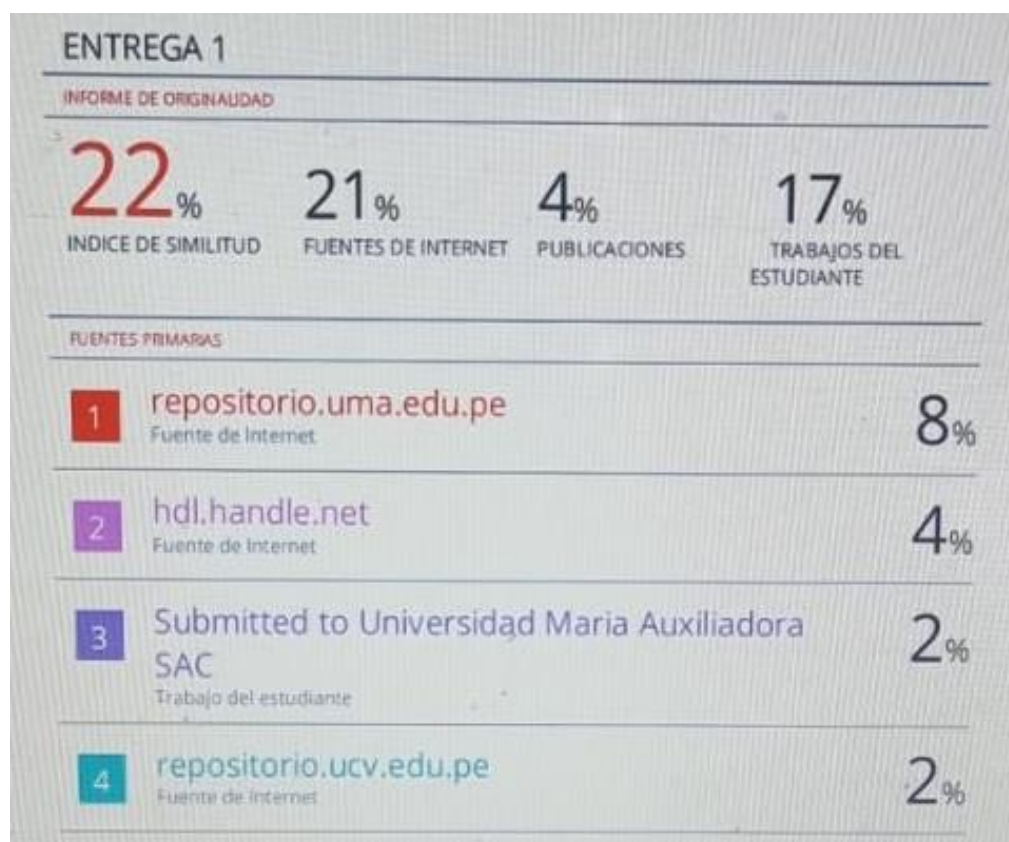 ENTREGA 1
INFORME DE ORIGINALIDAD
22%
21%
4%
17%
INDICE DE SIMILITUD
FUENTES DE INTERNET
PUBLICACIONES
TRABAJOS DEL
ESTUDIANTE
FUENTES PRIMARIAS
1
repositorio.uma.edu.pe
Fuente de Internet
8%
2
hdl.handle.net
Fuente de Internet
4%
3
Submitted to Universidad Maria Auxiliadora
SAC
Trabajo del estudiante
2%
4
repositorio.ucv.edu.pe
Fuente de Internet
2%